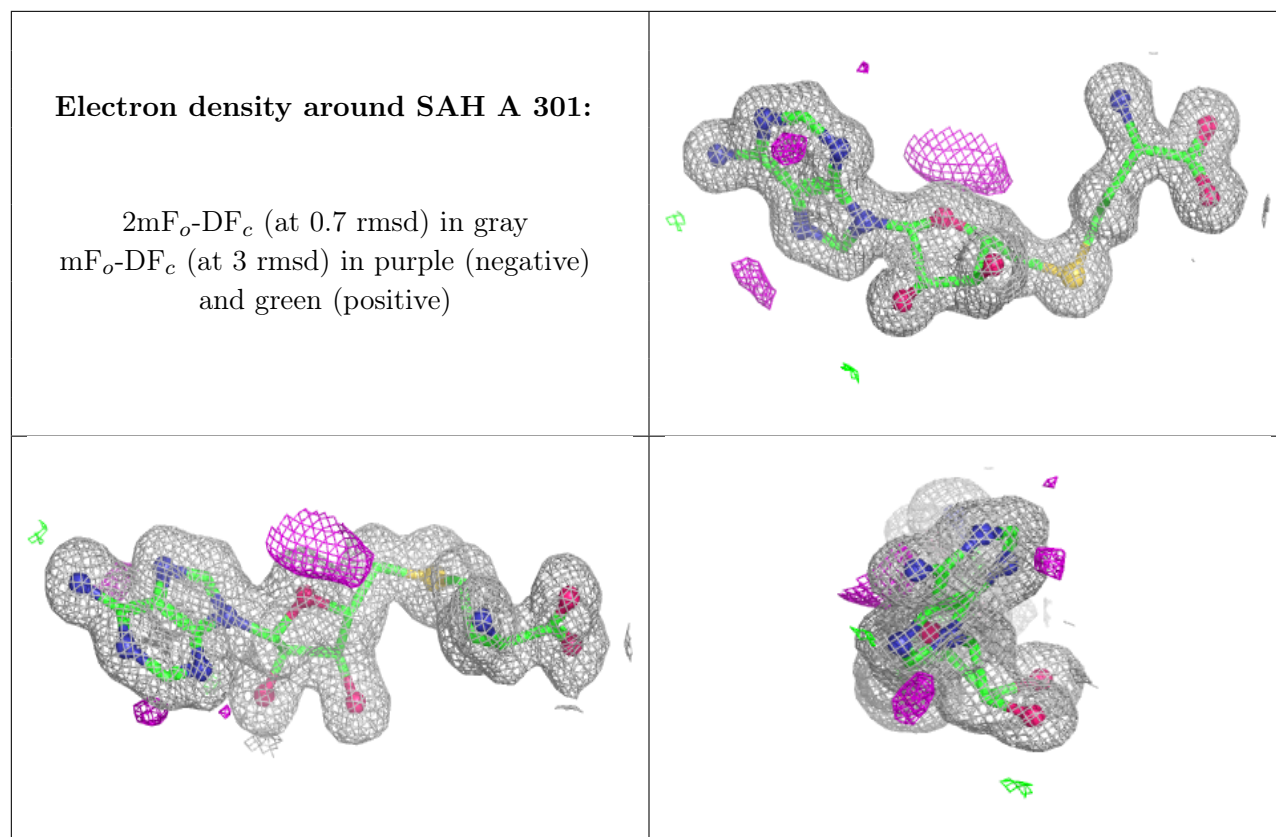 Electron density around SAH A 301:
2mFₒ-DF𝒸 (at 0.7 rmsd) in gray
mFₒ-DF𝒸 (at 3 rmsd) in purple (negative)
and green (positive)